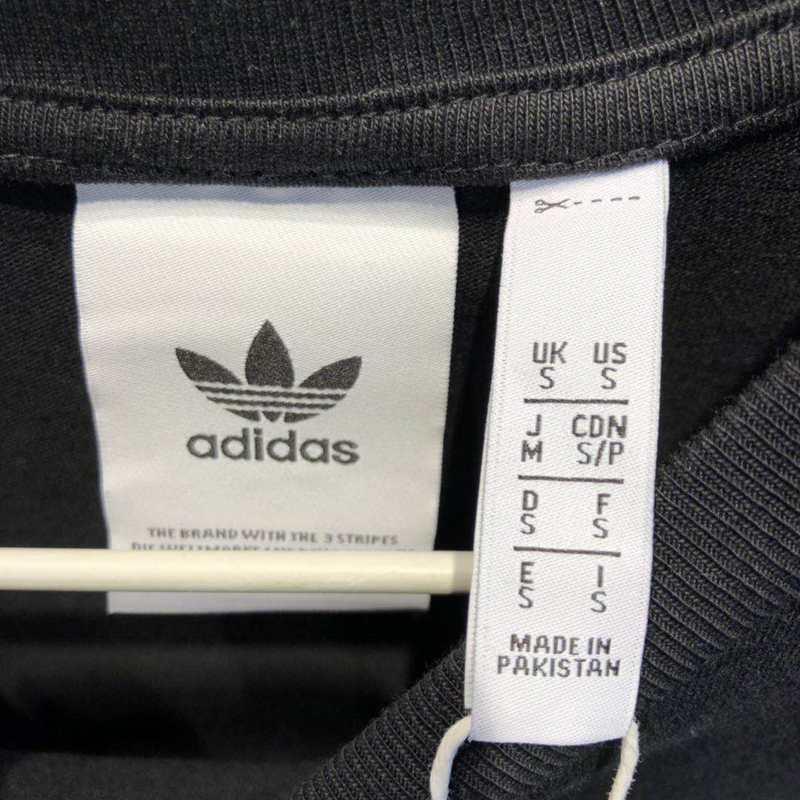 adidas
THE BRAND WITH THE 3 STRIPES
UK US
S S
J CDN
M S/P
D F
S S
E I
S S
MADE IN
PAKISTAN